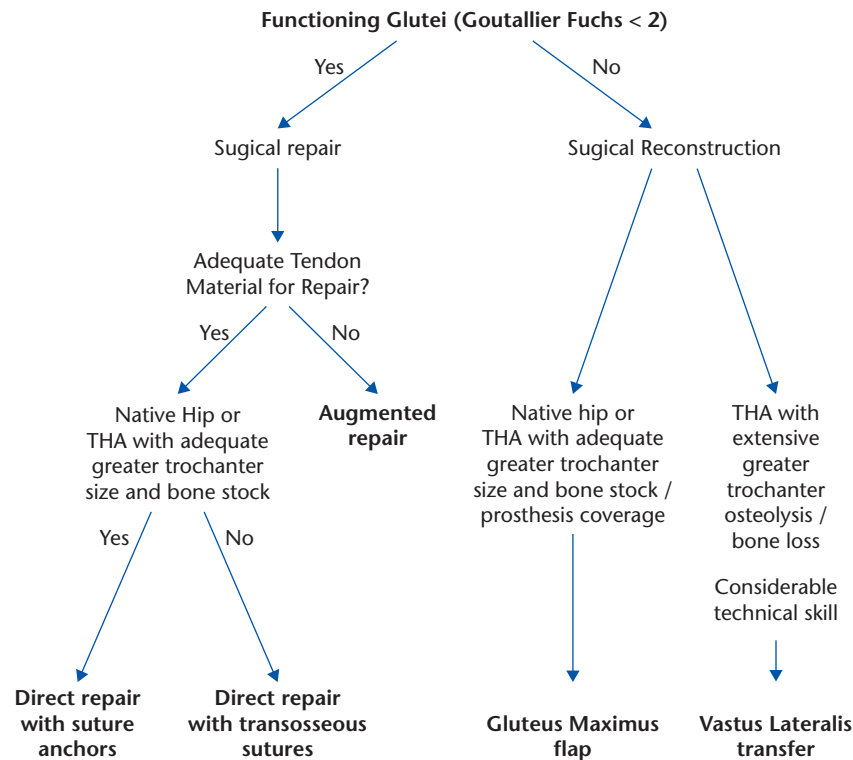 Functioning Glutei (Goutallier Fuchs < 2)
Yes
No
Sugical repair
Sugical Reconstruction
Adequate Tendon
Material for Repair?
Yes
No
Native Hip or
THA with adequate
greater trochanter
size and bone stock
Augmented
repair
Native hip or
THA with adequate
greater trochanter
size and bone stock /
prosthesis coverage
THA with
extensive
greater
trochanter
osteolysis /
bone loss
Considerable
technical skill
Yes
No
Direct repair
with suture
anchors
Direct repair
with transosseous
sutures
Gluteus Maximus
flap
Vastus Lateralis
transfer